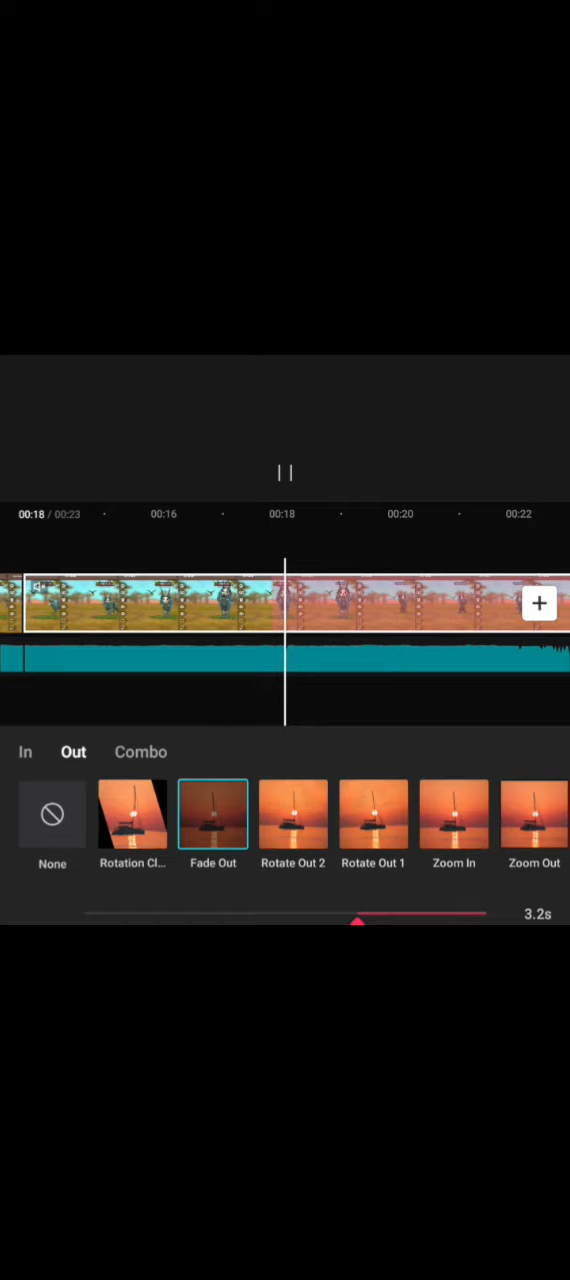 00:18 / 00:23 00:16 00:18 00:20 00:22
In Out Combo
None Rotation Cl... Fade Out Rotate Out 2 Rotate Out 1 Zoom In Zoom Out
3.2s